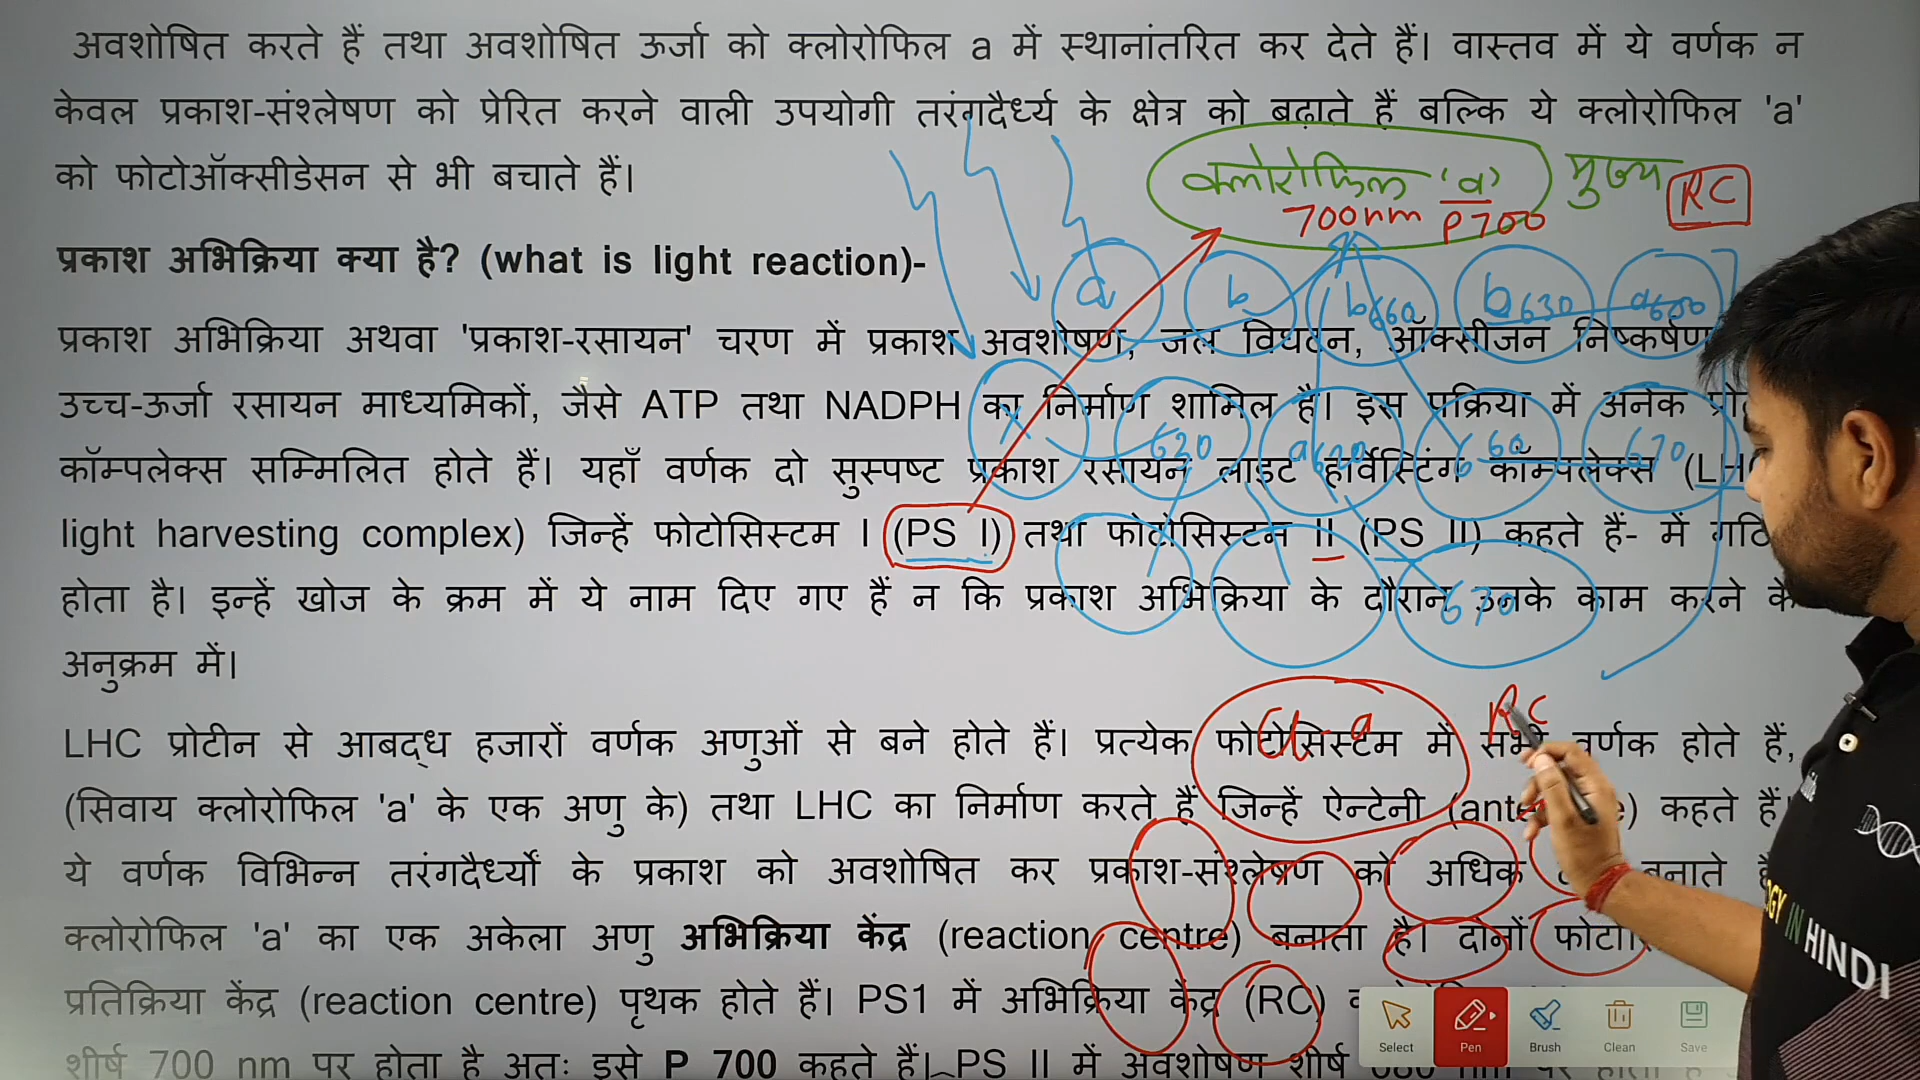 अवशोषित करते हैं तथा अवशोषित ऊर्जा को क्लोरोफिल a में स्थानांतरित कर देते हैं। वास्तव में ये वर्णक न
केवल प्रकाश-संश्लेषण को प्रेरित करने वाली उपयोगी तरंगदैर्ध्य के क्षेत्र को बढ़ाते हैं बल्कि ये क्लोरोफिल 'a'
को फोटोऑक्सीडेसन से भी बचाते हैं।
क्लोरोफिल 'a' मुख्य RC
700nm P700
प्रकाश अभिक्रिया क्या है? (what is light reaction)-
a b b660 b630
प्रकाश अभिक्रिया अथवा 'प्रकाश-रसायन' चरण में प्रकाश अवशोषण, जल विघटन, ऑक्सीजन निष्कर्षण
उच्च-ऊर्जा रसायन माध्यमिकों, जैसे ATP तथा NADPH का निर्माण शामिल है। इस प्रक्रिया में अनेक
X 630 660 670
कॉम्पलेक्स सम्मिलित होते हैं। यहाँ वर्णक दो सुस्पष्ट प्रकाश रसायन लाइट हार्वेस्टिंग कॉम्पलेक्स
light harvesting complex) जिन्हें फोटोसिस्टम I (PS I) तथा फोटोसिस्टम II (PS II) कहते हैं- में
होता है। इन्हें खोज के क्रम में ये नाम दिए गए हैं न कि प्रकाश अभिक्रिया के दौरान उनके काम करने के
670
अनुक्रम में।
RC
LHC प्रोटीन से आबद्ध हजारों वर्णक अणुओं से बने होते हैं। प्रत्येक फोटोसिस्टम में सभी वर्णक होते हैं,
(सिवाय क्लोरोफिल 'a' के एक अणु के) तथा LHC का निर्माण करते हैं जिन्हें ऐन्टेनी कहते हैं।
ये वर्णक विभिन्न तरंगदैर्ध्यों के प्रकाश को अवशोषित कर प्रकाश-संश्लेषण को अधिक बनाते
क्लोरोफिल 'a' का एक अकेला अणु अभिक्रिया केंद्र (reaction centre) बनाता है। दोनों
प्रतिक्रिया केंद्र (reaction centre) पृथक होते हैं। PS1 में अभिक्रिया केंद्र (RC)
शीर्ष 700 nm पर होता है अतः इसे P 700 कहते हैं। PS II में अवशोषण शीर्ष
Select Pen Brush Clean Save
HINDI